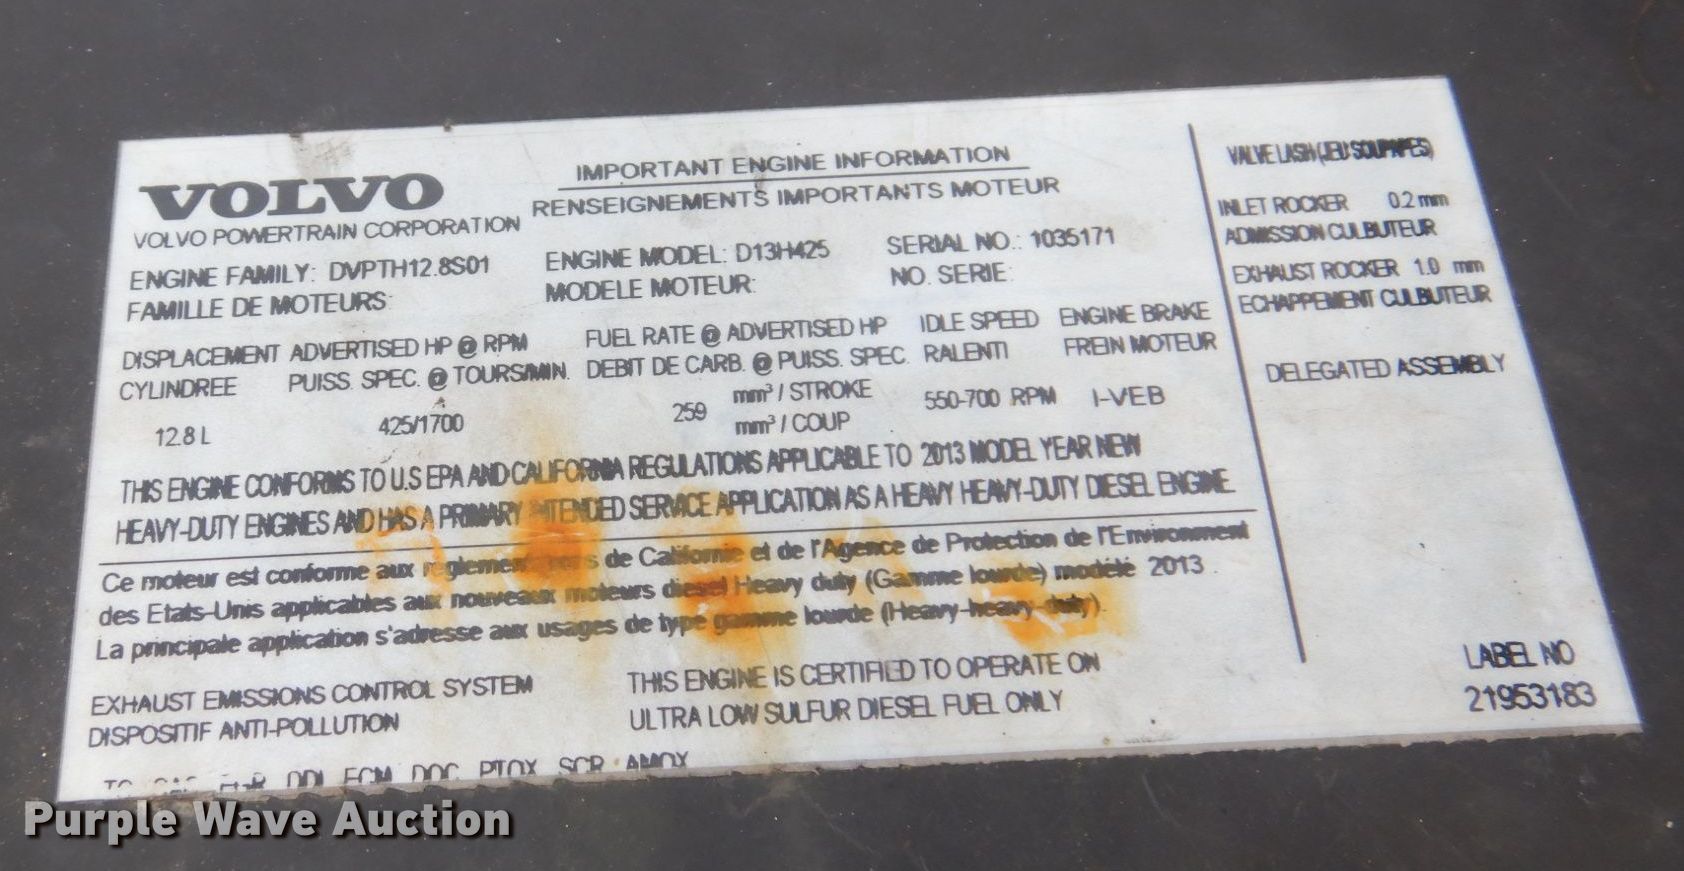 VOLVO
VOLVO POWERTRAIN CORPORATION
IMPORTANT ENGINE INFORMATION
RENSEIGNEMENTS IMPORTANTS MOTEUR
ENGINE FAMILY: DVPTH12.8S01
FAMILLE DE MOTEURS:
ENGINE MODEL: D13H425
MODELE MOTEUR:
SERIAL NO.: 1035171
NO. SERIE:
DISPLACEMENT
CYLINDREE
12.8 L
ADVERTISED HP @ RPM
PUISS. SPEC. @ TOURS/MIN.
425/1700
FUEL RATE @ ADVERTISED HP
DEBIT DE CARB. @ PUISS. SPEC.
259
mm³ / STROKE
mm³ / COUP
IDLE SPEED
RALENTI
550-700 RPM
ENGINE BRAKE
FREIN MOTEUR
I-VEB
THIS ENGINE CONFORMS TO U.S EPA AND CALIFORNIA REGULATIONS APPLICABLE TO 2013 MODEL YEAR NEW
HEAVY-DUTY ENGINES AND HAS A PRIMARY INTENDED SERVICE APPLICATION AS A HEAVY HEAVY-DUTY DIESEL ENGINE.
Ce moteur est conforme aux de Californie et de l'Agence de Protection de l'Environment
des Etats-Unis applicables aux nouveaux moteurs diesel Heavy duty (Gamme lourde) modélé 2013.
La principale application s'adresse aux usages de type gamme lourde (Heavy-heavy-duty).
EXHAUST EMISSIONS CONTROL SYSTEM
DISPOSITIF ANTI-POLLUTION
THIS ENGINE IS CERTIFIED TO OPERATE ON
ULTRA LOW SULFUR DIESEL FUEL ONLY
DDI, ECM, DOC, PTOX, SCR, AMOX
VALVE LASH (JEU SOUPAPES)
INLET ROCKER 0.2 mm
ADMISSION CULBUTEUR
EXHAUST ROCKER 1.0 mm
ECHAPPEMENT CULBUTEUR
DELEGATED ASSEMBLY
LABEL NO
21953183
Purple Wave Auction